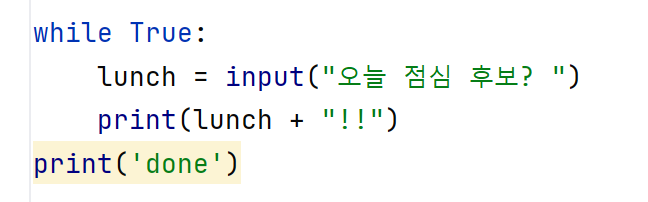 while True:
    lunch = input("오늘 점심 후보? ")
    print(lunch + "!!")
print('done')